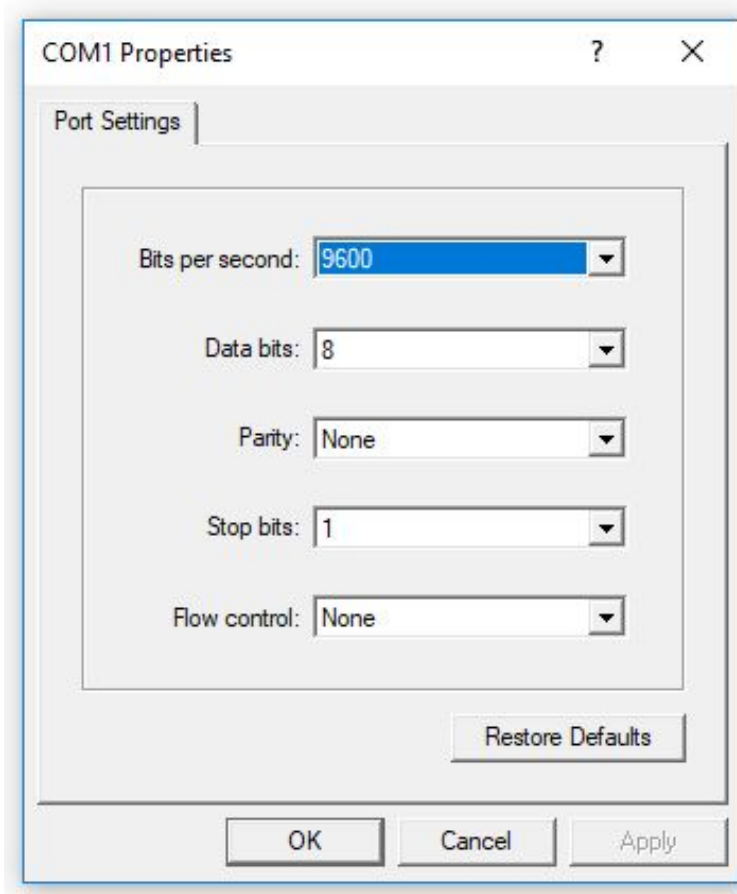 COM1 Properties ?
Port Settings
Bits per second: 9600
Data bits: 8
Parity: None
Stop bits: 1
Flow control: None
Restore Defaults
OK Cancel Apply